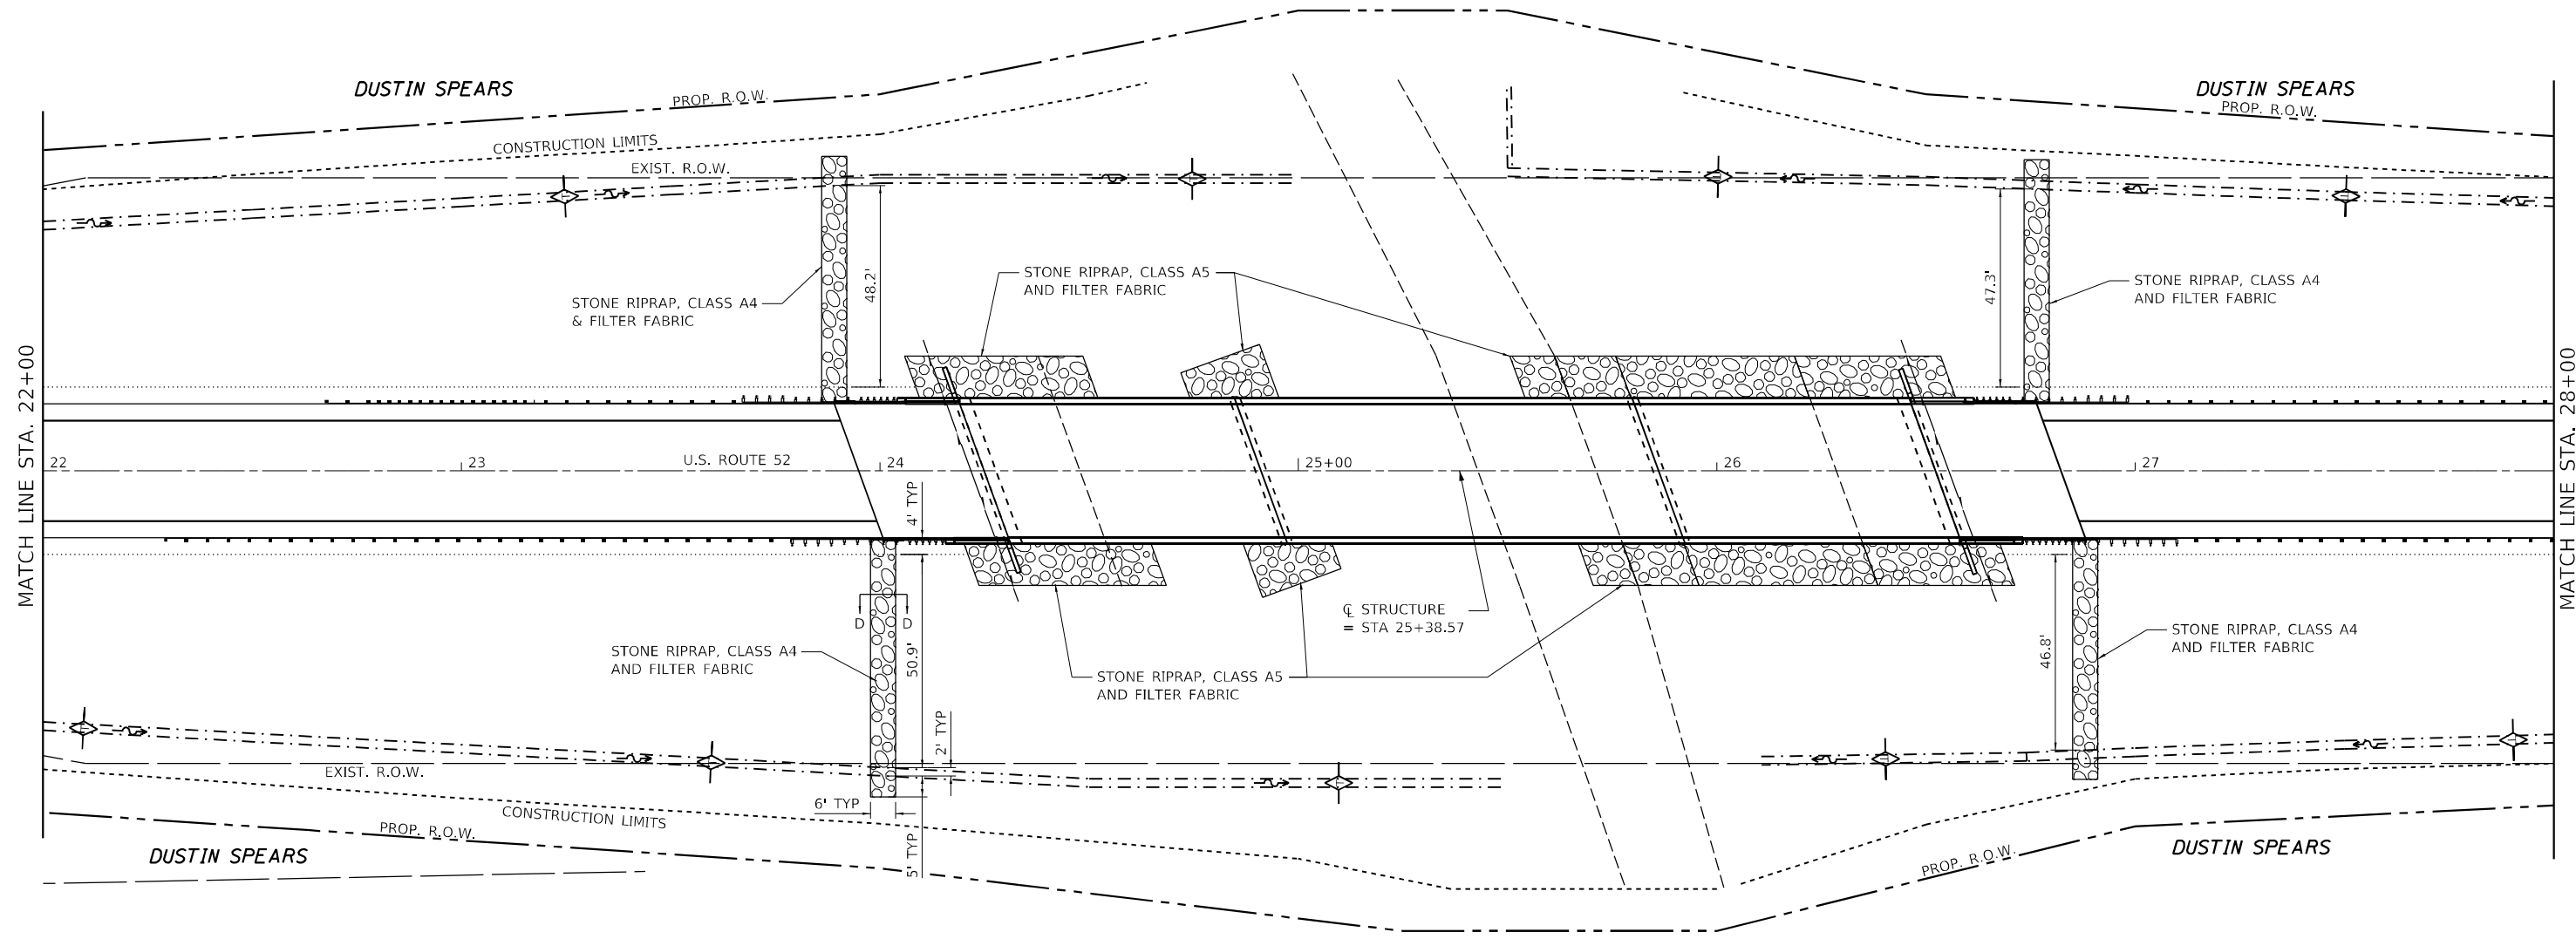 DUSTIN SPEARS
DUSTIN SPEARS
PROP. R.O.W.
PROP. R.O.W.
CONSTRUCTION LIMITS
EXIST. R.O.W.
48.2'
47.3'
STONE RIPRAP, CLASS A5
AND FILTER FABRIC
STONE RIPRAP, CLASS A4
& FILTER FABRIC
STONE RIPRAP, CLASS A4
AND FILTER FABRIC
MATCH LINE STA. 22+00
MATCH LINE STA. 28+00
22
23
U.S. ROUTE 52
24
25+00
26
27
4' TYP
D
D
50.9'
℄ STRUCTURE
= STA 25+38.57
46.8'
STONE RIPRAP, CLASS A4
AND FILTER FABRIC
STONE RIPRAP, CLASS A5
AND FILTER FABRIC
STONE RIPRAP, CLASS A4
AND FILTER FABRIC
2' TYP
EXIST. R.O.W.
6' TYP
CONSTRUCTION LIMITS
PROP. R.O.W.
5' TYP
PROP. R.O.W.
DUSTIN SPEARS
DUSTIN SPEARS